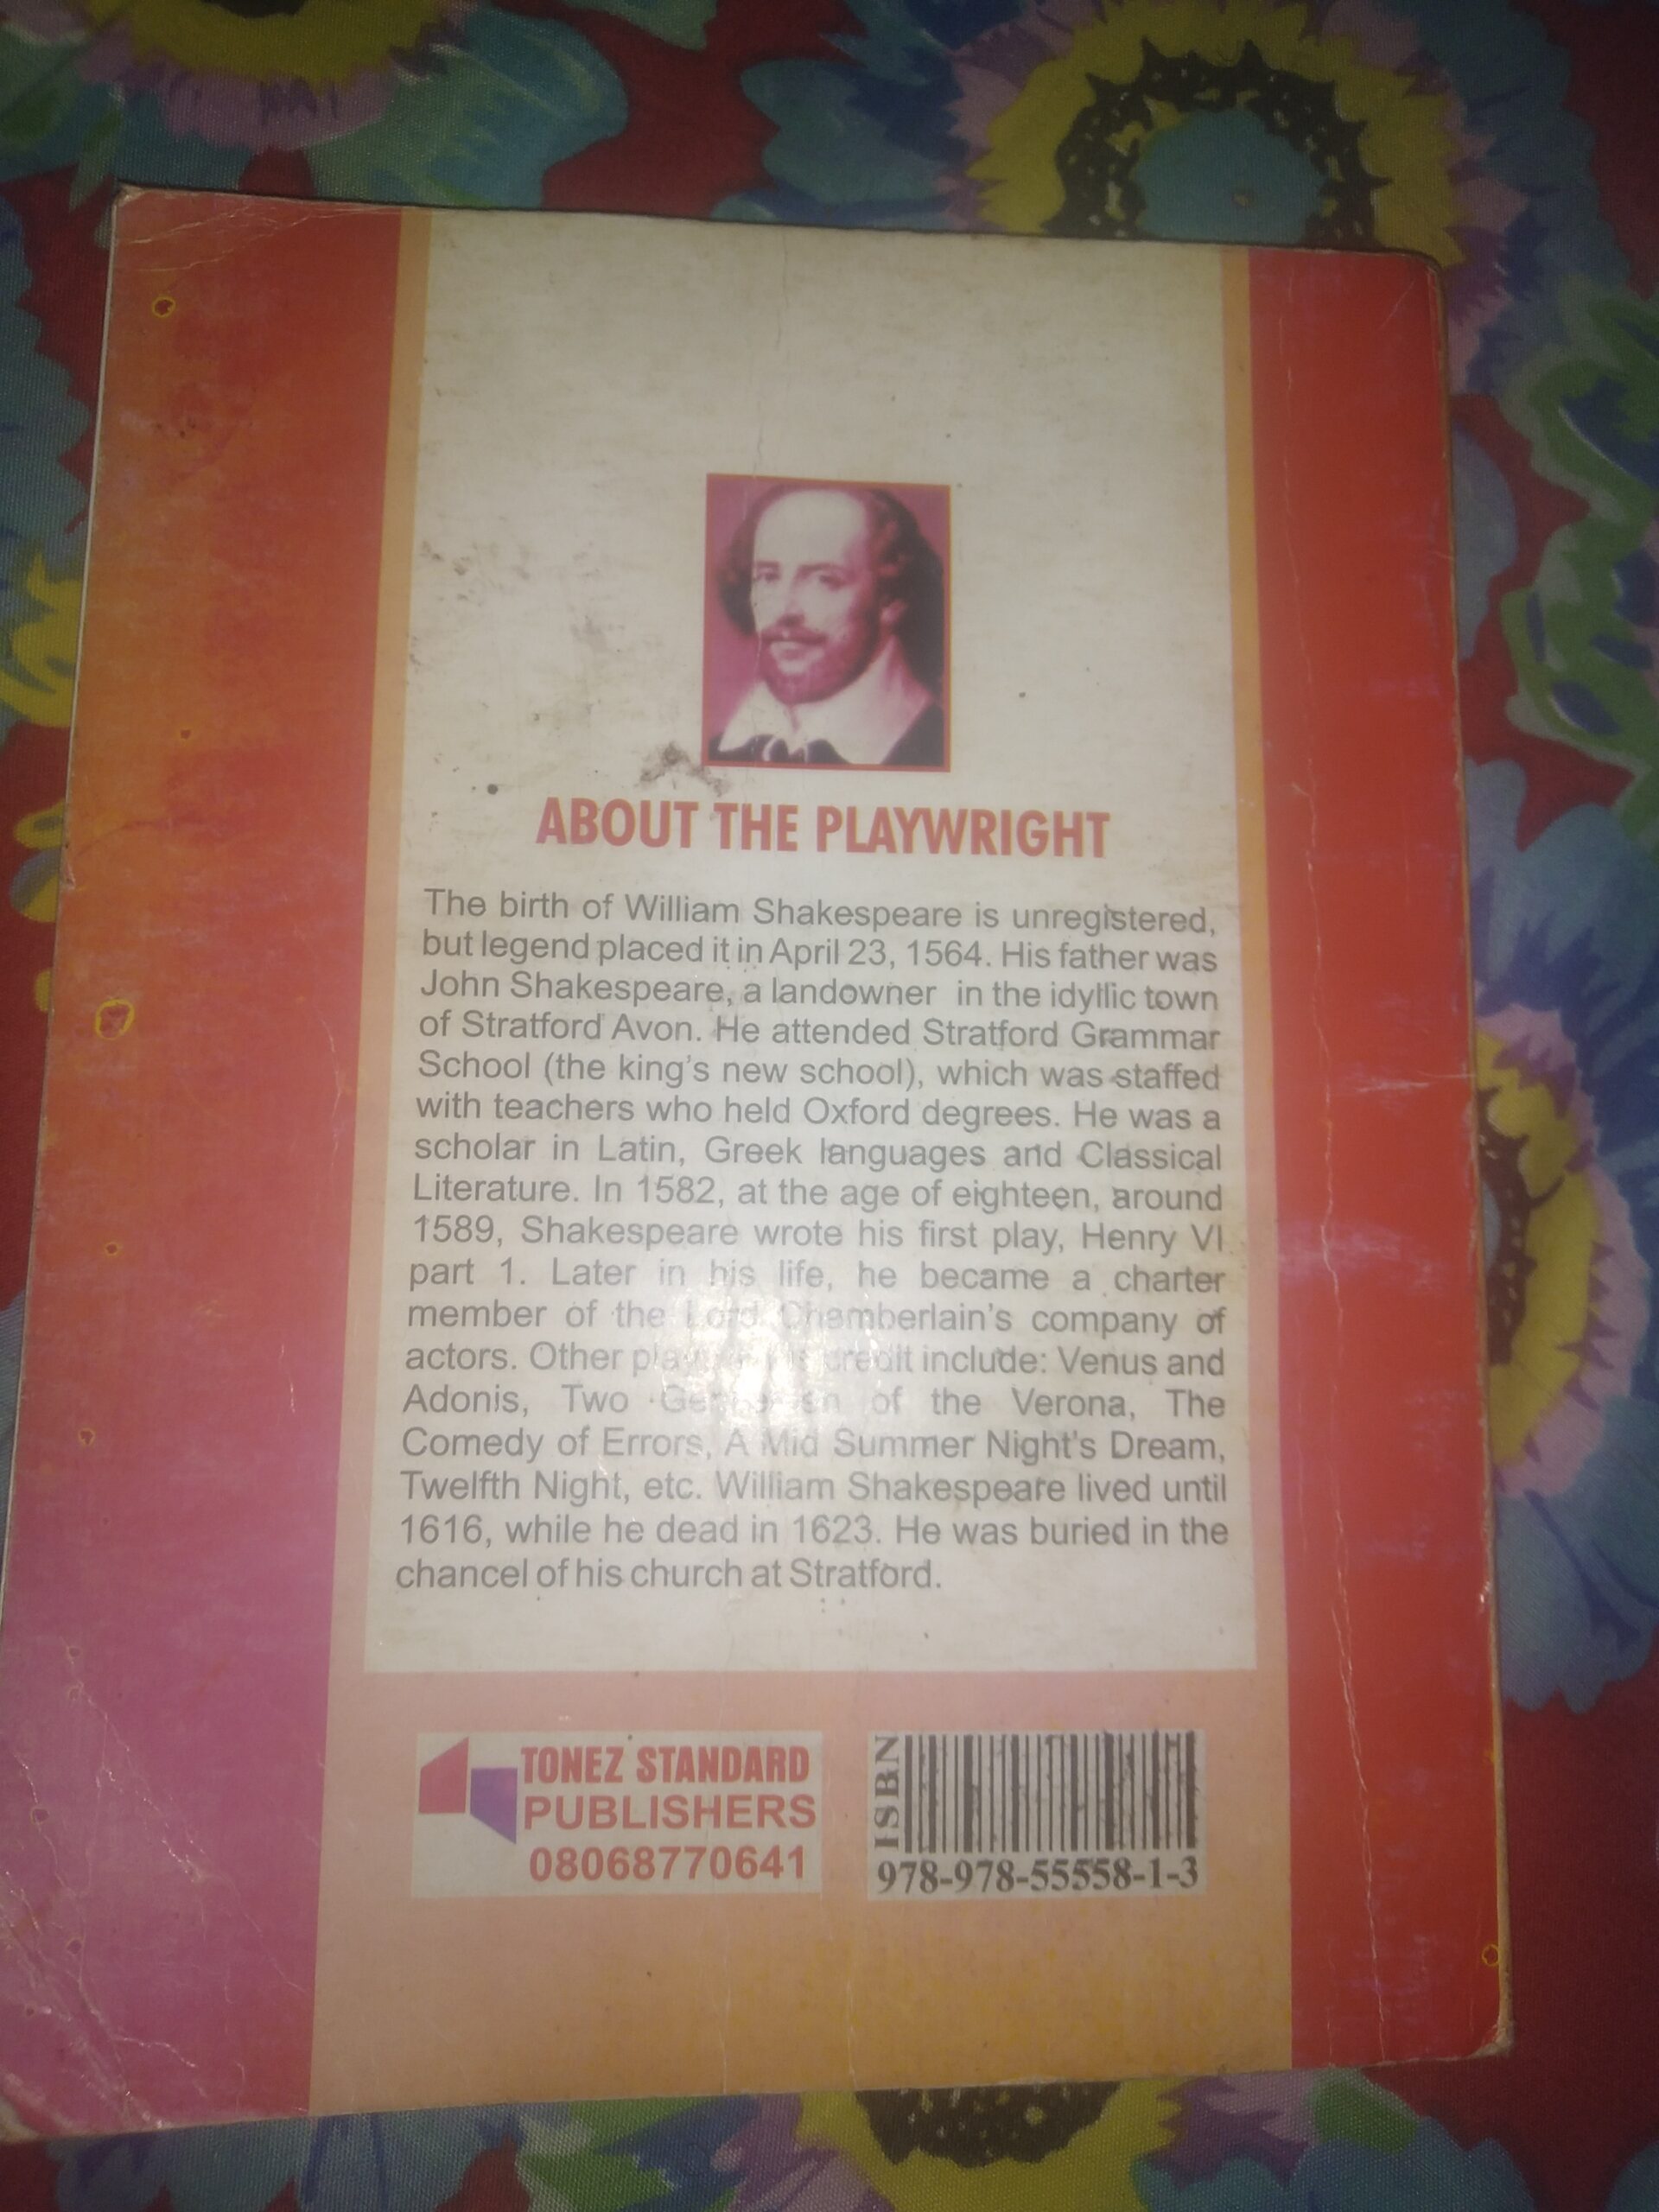 ABOUT THE PLAYWRIGHT
The birth of William Shakespeare is unregistered,
but legend placed it in April 23, 1564. His father was
John Shakespeare, a landowner in the idyllic town
of Stratford Avon. He attended Stratford Grammar
School (the king's new school), which was staffed
with teachers who held Oxford degrees. He was a
scholar in Latin, Greek languages and Classical
Literature. In 1582, at the age of eighteen, around
1589, Shakespeare wrote his first play, Henry VI
part 1. Later in his life, he became a charter
member of the Lord Chamberlain's company of
actors. Other credit include: Venus and
Adonis, Two of the Verona, The
Comedy of Errors, A Mid Summer Night's Dream,
Twelfth Night, etc. William Shakespeare lived until
1616, while he dead in 1623. He was buried in the
chancel of his church at Stratford.
TONEZ STANDARD
PUBLISHERS
08068770641
ISBN
978-978-55558-1-3